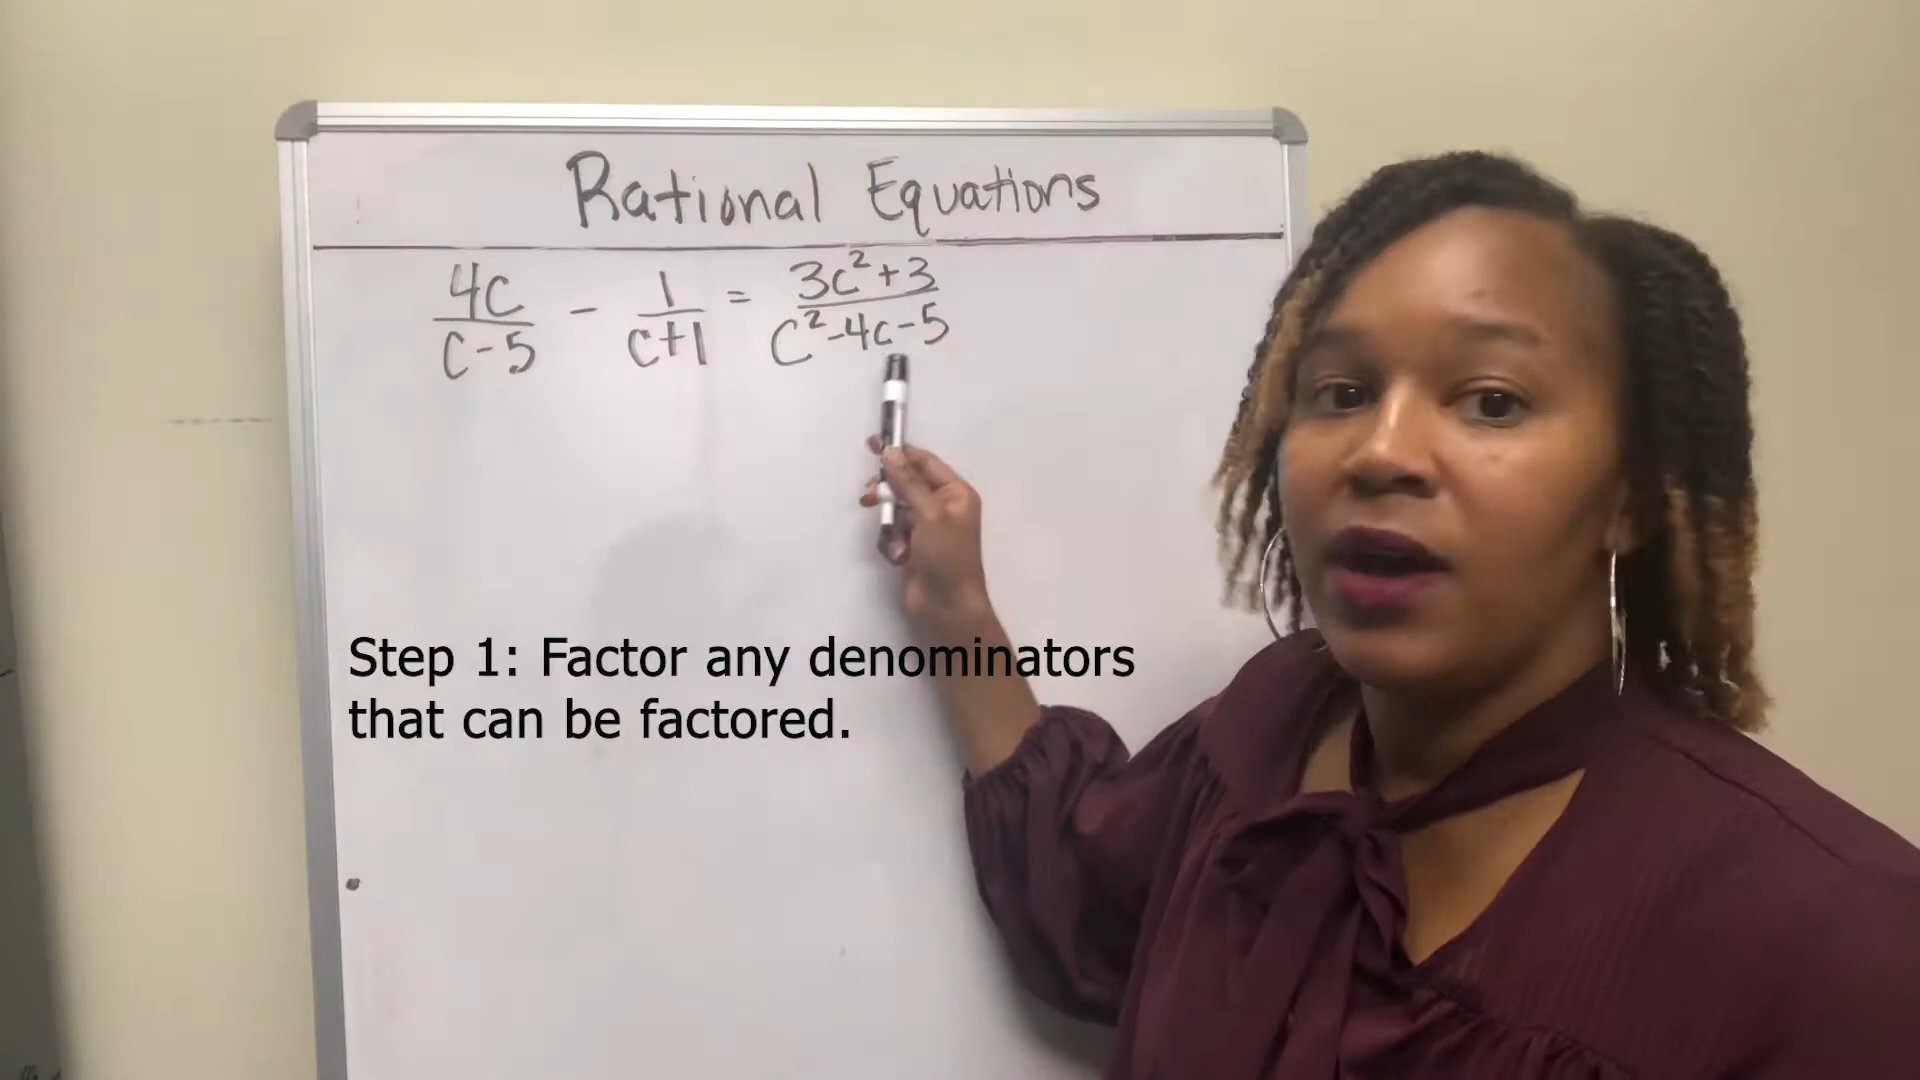 Rational Equations
4c/c-5 - 1/c+1 = 3c²+3/c²-4c-5
Step 1: Factor any denominators
that can be factored.